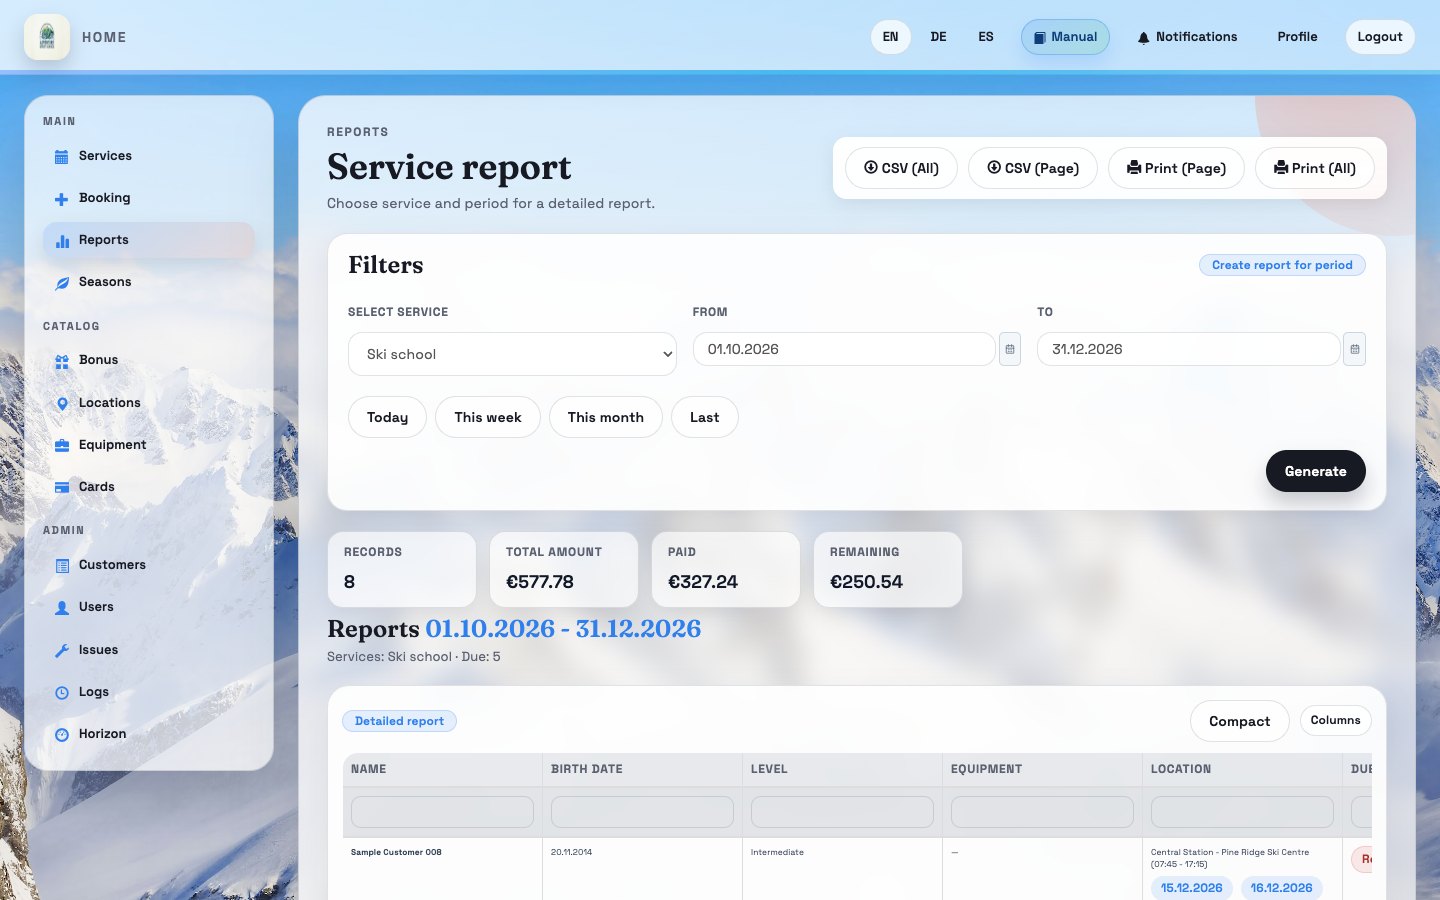 HOME
EN
DE
ES
Manual
Notifications
Profile
Logout
MAIN
Services
Booking
Reports
Seasons
CATALOG
Bonus
Locations
Equipment
Cards
ADMIN
Customers
Users
Issues
Logs
Horizon
REPORTS
Service report
Choose service and period for a detailed report.
CSV (All)
CSV (Page)
Print (Page)
Print (All)
Filters
Create report for period
SELECT SERVICE
FROM
TO
Ski school
01.10.2026
31.12.2026
Today
This week
This month
Last
Generate
RECORDS
8
TOTAL AMOUNT
€577.78
PAID
€327.24
REMAINING
€250.54
Reports 01.10.2026 - 31.12.2026
Services: Ski school · Due: 5
Detailed report
Compact
Columns
NAME
BIRTH DATE
LEVEL
EQUIPMENT
LOCATION
DUE
Sample Customer 008
20.11.2014
Intermediate
—
Central Station - Pine Ridge Ski Centre
(07:45 - 17:15)
15.12.2026
16.12.2026